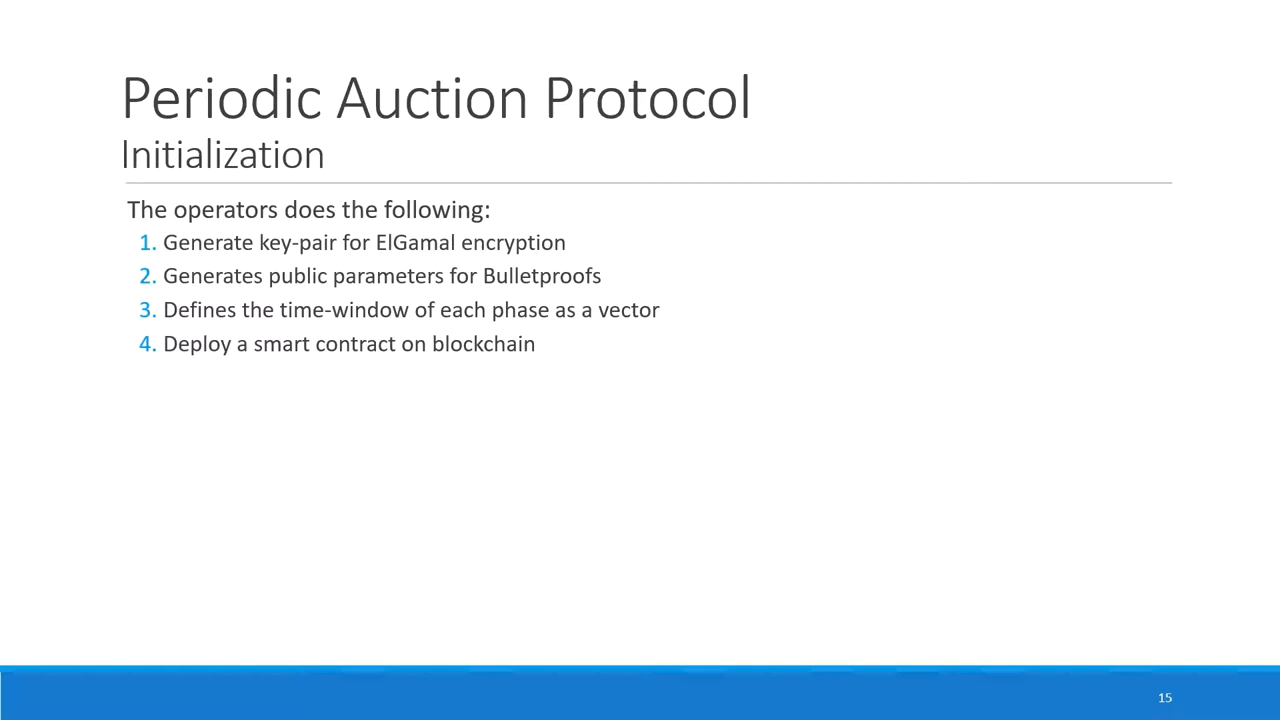 Periodic Auction Protocol
Initialization
The operators does the following:
1. Generate key-pair for ElGamal encryption
2. Generates public parameters for Bulletproofs
3. Defines the time-window of each phase as a vector
4. Deploy a smart contract on blockchain
15